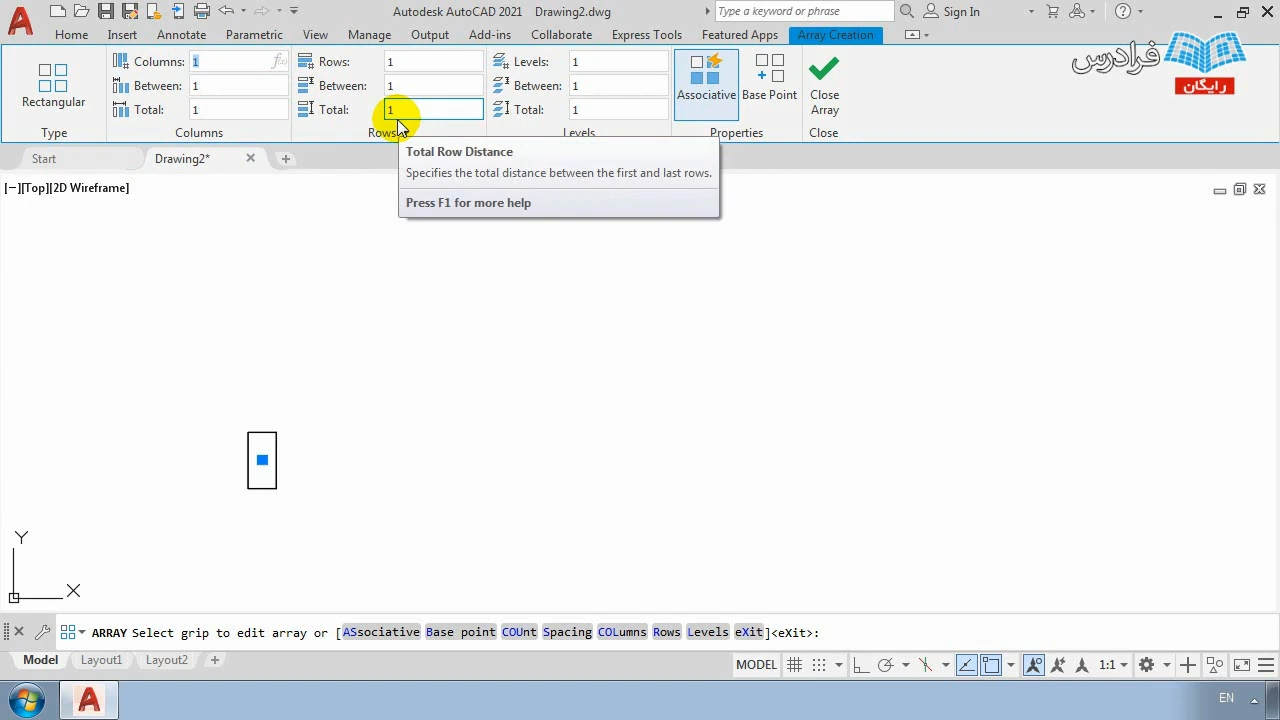 Autodesk AutoCAD 2021 Drawing2.dwg
Type a keyword or phrase
Sign In
Home Insert Annotate Parametric View Manage Output Add-ins Collaborate Express Tools Featured Apps Array Creation
فرادرس
رایگان
Columns: 1
Between: 1
Total: 1
Columns
Rows: 1
Between: 1
Total: 1
Rows
Levels: 1
Between: 1
Total: 1
Levels
Rectangular
Type
Associative
Base Point
Properties
Close
Array
Close
Start
Drawing2*
Total Row Distance
Specifies the total distance between the first and last rows.
Press F1 for more help
[−][Top][2D Wireframe]
Y
X
ARRAY Select grip to edit array or [ASsociative Base point COUnt Spacing COLumns Rows Levels eXit]<eXit>:
Model Layout1 Layout2
MODEL
1:1
EN